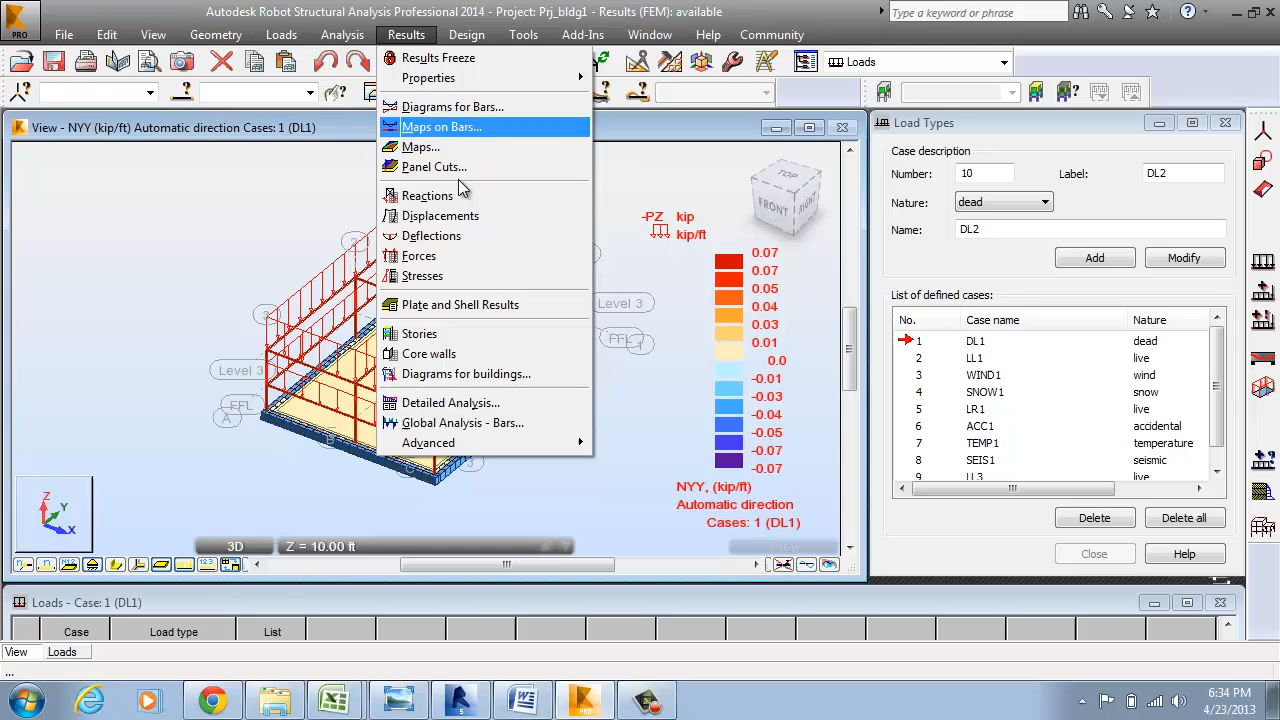 Autodesk Robot Structural Analysis Professional 2014 - Project: Prj_bldg1 - Results (FEM): available
Type a keyword or phrase
PRO
File Edit View Geometry Loads Analysis Results Design Tools Add-Ins Window Help Community
Loads
Results Freeze
Properties
Diagrams for Bars...
Maps on Bars...
Maps...
Panel Cuts...
Reactions
Displacements
Deflections
Forces
Stresses
Plate and Shell Results
Stories
Core walls
Diagrams for buildings...
Detailed Analysis...
Global Analysis - Bars...
Advanced
View - NYY (kip/ft) Automatic direction Cases: 1 (DL1)
TOP
FRONT
RIGHT
-PZ kip
kip/ft
0.07
0.07
0.05
0.04
0.03
0.01
0.0
-0.01
-0.03
-0.04
-0.05
-0.07
-0.07
NYY, (kip/ft)
Automatic direction
Cases: 1 (DL1)
Level 3
FFL
1
Level 3
FFL
A
B
3
Z
Y
X
3D
Z = 10.00 ft
Load Types
Case description
Number: 10 Label: DL2
Nature: dead
Name: DL2
Add Modify
List of defined cases:
No. Case name Nature
1 DL1 dead
2 LL1 live
3 WIND1 wind
4 SNOW1 snow
5 LR1 live
6 ACC1 accidental
7 TEMP1 temperature
8 SEIS1 seismic
9 LL3 live
Delete Delete all
Close Help
Loads - Case: 1 (DL1)
Case Load type List
View Loads
...
6:34 PM
4/23/2013